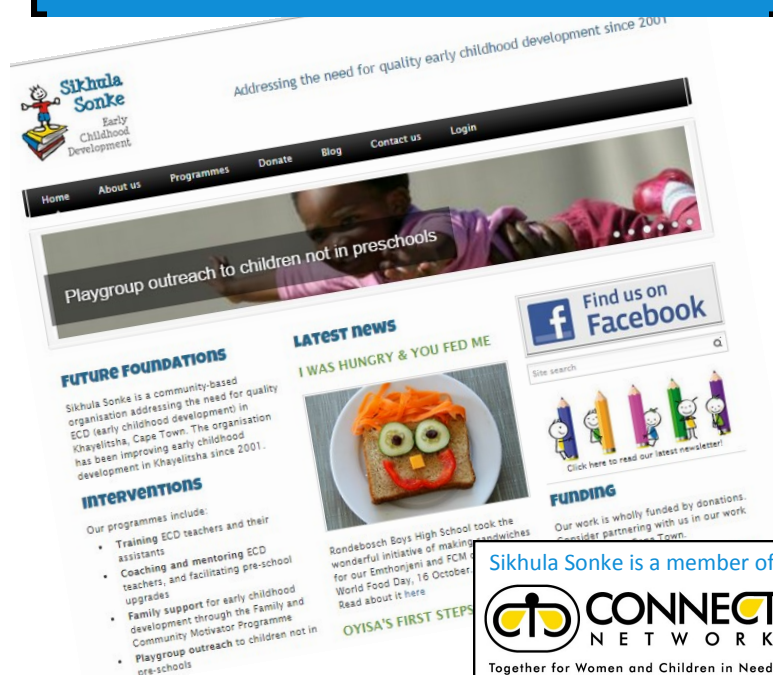 Sikhula
Sonke
Early
Childhood
Development
Addressing the need for quality early childhood development since 2001
Home About us Programmes Donate Blog Contact us Login
Playgroup outreach to children not in preschools
FUTURE FOUNDATIONS
Sikhula Sonke is a community-based
organisation addressing the need for quality
ECD (early childhood development) in
Khayelitsha, Cape Town. The organisation
has been improving early childhood
development in Khayelitsha since 2001.
INTERVENTIONS
Our programmes include:
• Training ECD teachers and their
assistants
• Coaching and mentoring ECD
teachers, and facilitating pre-school
upgrades
• Family support for early childhood
development through the Family and
Community Motivator Programme
• Playgroup outreach to children not in
pre-schools
LATEST NEWS
I WAS HUNGRY & YOU FED ME
Rondebosch Boys High School took the
wonderful initiative of making sandwiches
for our Emthonjeni and FCM
World Food Day, 16 October.
Read about it here
OYISA'S FIRST STEPS
Find us on
Facebook
Site search
Click here to read our latest newsletter!
FUNDING
Our work is wholly funded by donations.
Consider partnering with us in our work
Town.
Sikhula Sonke is a member of
CONNECT
NETWORK
Together for Women and Children in Need